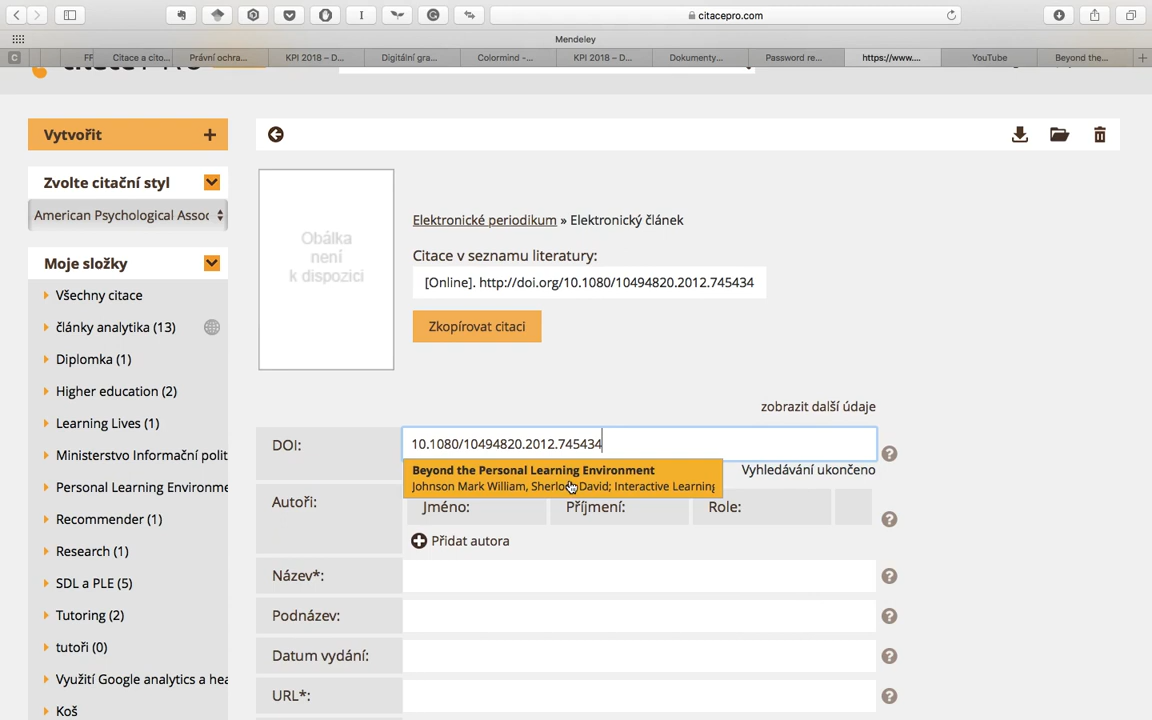 citacepro.com
Mendeley
FF
Citace a cito...
Právní ochra...
KPI 2018 – D...
Digitální gra...
Colormind -...
KPI 2018 – D...
Dokumenty...
Password re...
https://www....
YouTube
Beyond the...
Vytvořit
Zvolte citační styl
American Psychological Assoc
Moje složky
Všechny citace
články analytika (13)
Diplomka (1)
Higher education (2)
Learning Lives (1)
Ministerstvo Informační polit
Personal Learning Environme
Recommender (1)
Research (1)
SDL a PLE (5)
Tutoring (2)
tutoři (0)
Využití Google analytics a hea
Koš
Obálka
není
k dispozici
Elektronické periodikum » Elektronický článek
Citace v seznamu literatury:
[Online]. http://doi.org/10.1080/10494820.2012.745434
Zkopírovat citaci
zobrazit další údaje
DOI:
10.1080/10494820.2012.745434
Beyond the Personal Learning Environment
Johnson Mark William, Sherlock David; Interactive Learning
Vyhledávání ukončeno
Autoři:
Jméno:
Příjmení:
Role:
Přidat autora
Název*:
Podnázev:
Datum vydání:
URL*: